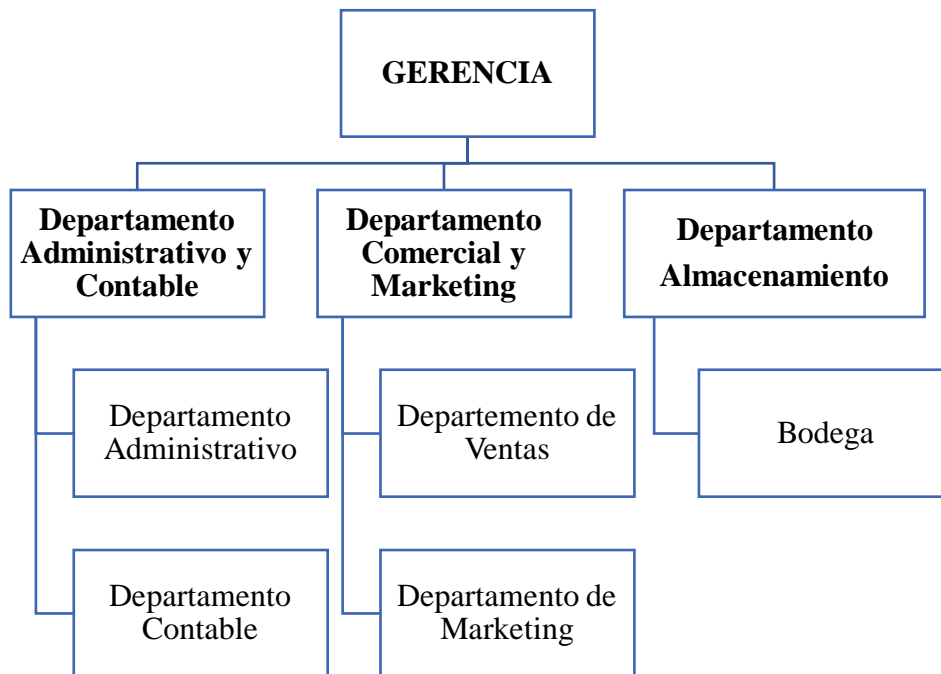 GERENCIA
Departamento
Administrativo y
Contable
Departamento
Comercial y
Marketing
Departamento
Almacenamiento
Departamento
Administrativo
Departemento de
Ventas
Bodega
Departamento
Contable
Departamento de
Marketing